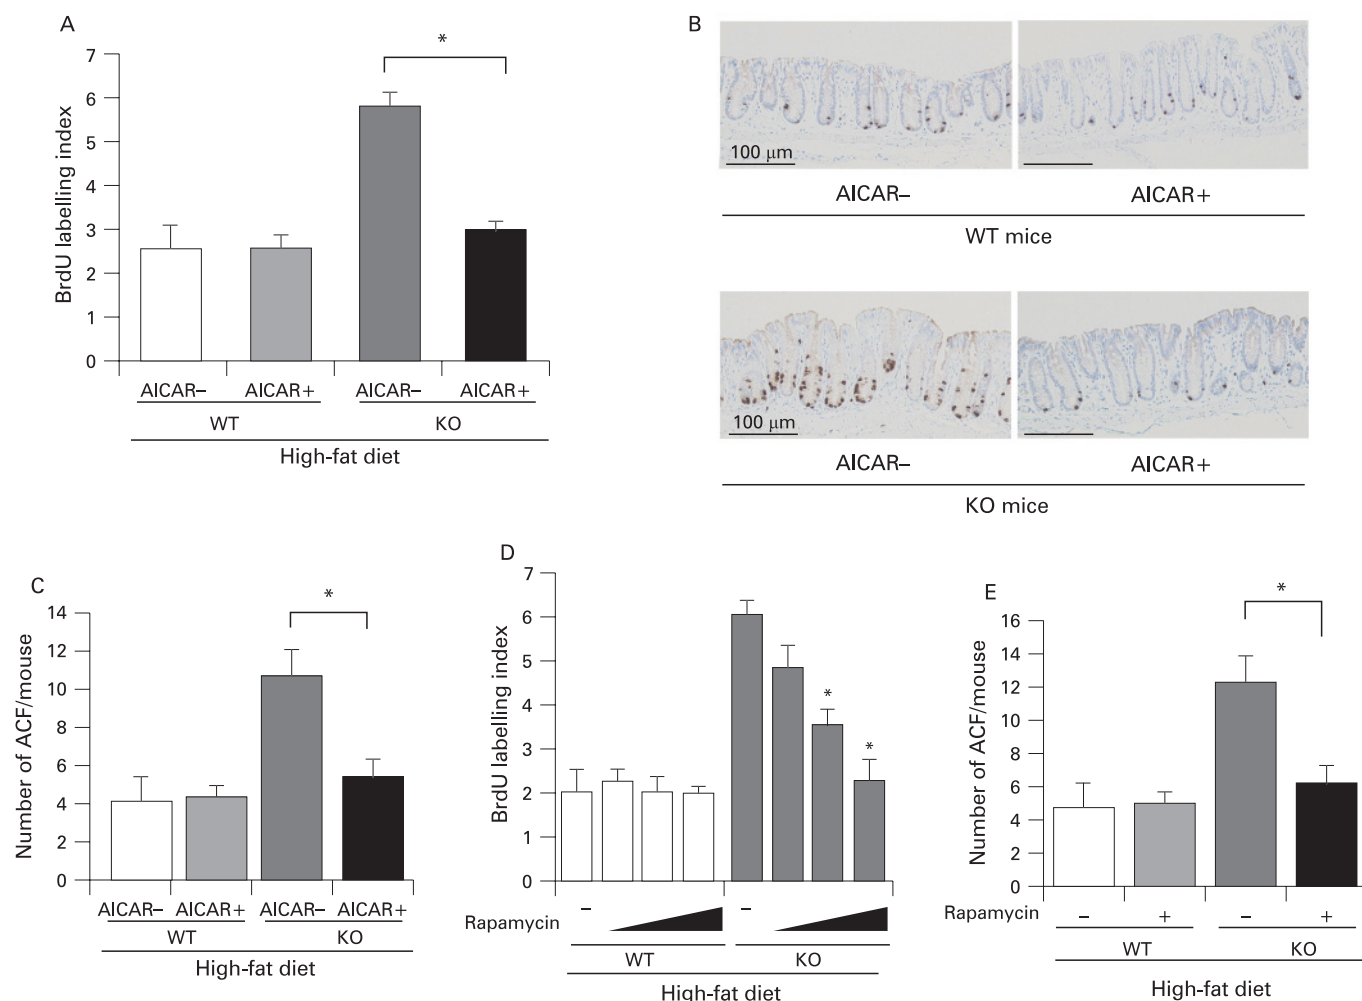 A
7
6
5
4
3
2
1
0
BrdU labelling index
*
AICAR– AICAR+ AICAR– AICAR+
WT KO
High-fat diet
B
100 µm
AICAR– AICAR+
WT mice
100 µm
AICAR– AICAR+
KO mice
C
14
12
10
8
6
4
2
0
Number of ACF/mouse
*
AICAR– AICAR+ AICAR– AICAR+
WT KO
High-fat diet
D
7
6
5
4
3
2
1
0
BrdU labelling index
*
*
Rapamycin – –
WT KO
High-fat diet
E
16
14
12
10
8
6
4
2
0
Number of ACF/mouse
*
Rapamycin – + – +
WT KO
High-fat diet